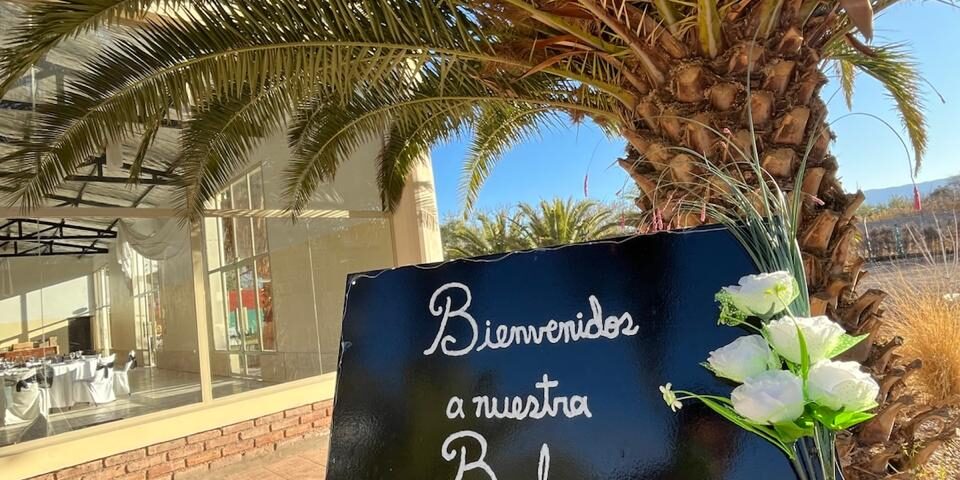 Bienvenidos
a nuestra